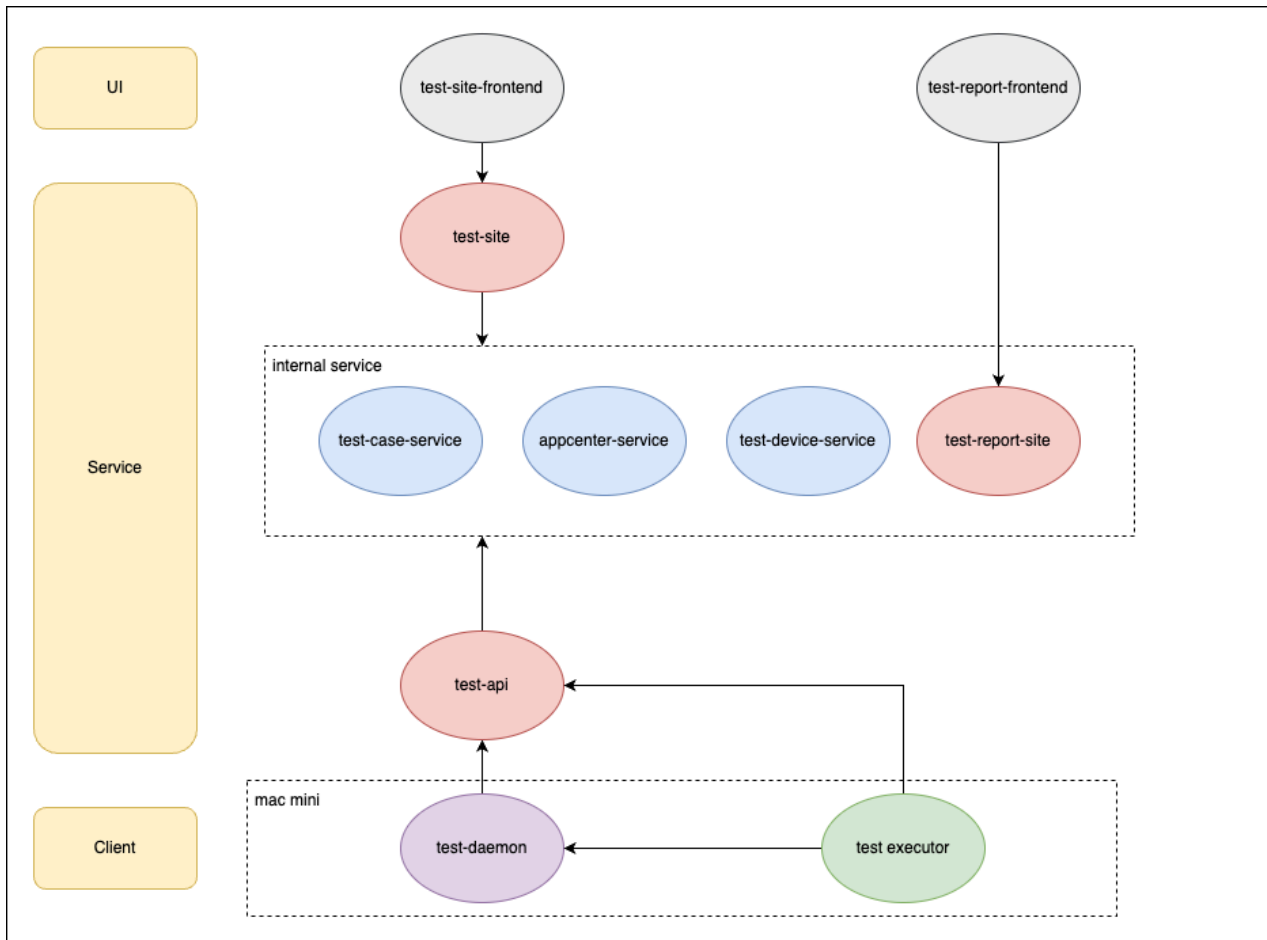 UI
test-site-frontend
test-report-frontend
test-site
internal service
test-case-service
appcenter-service
test-device-service
test-report-site
Service
test-api
mac mini
Client
test-daemon
test executor